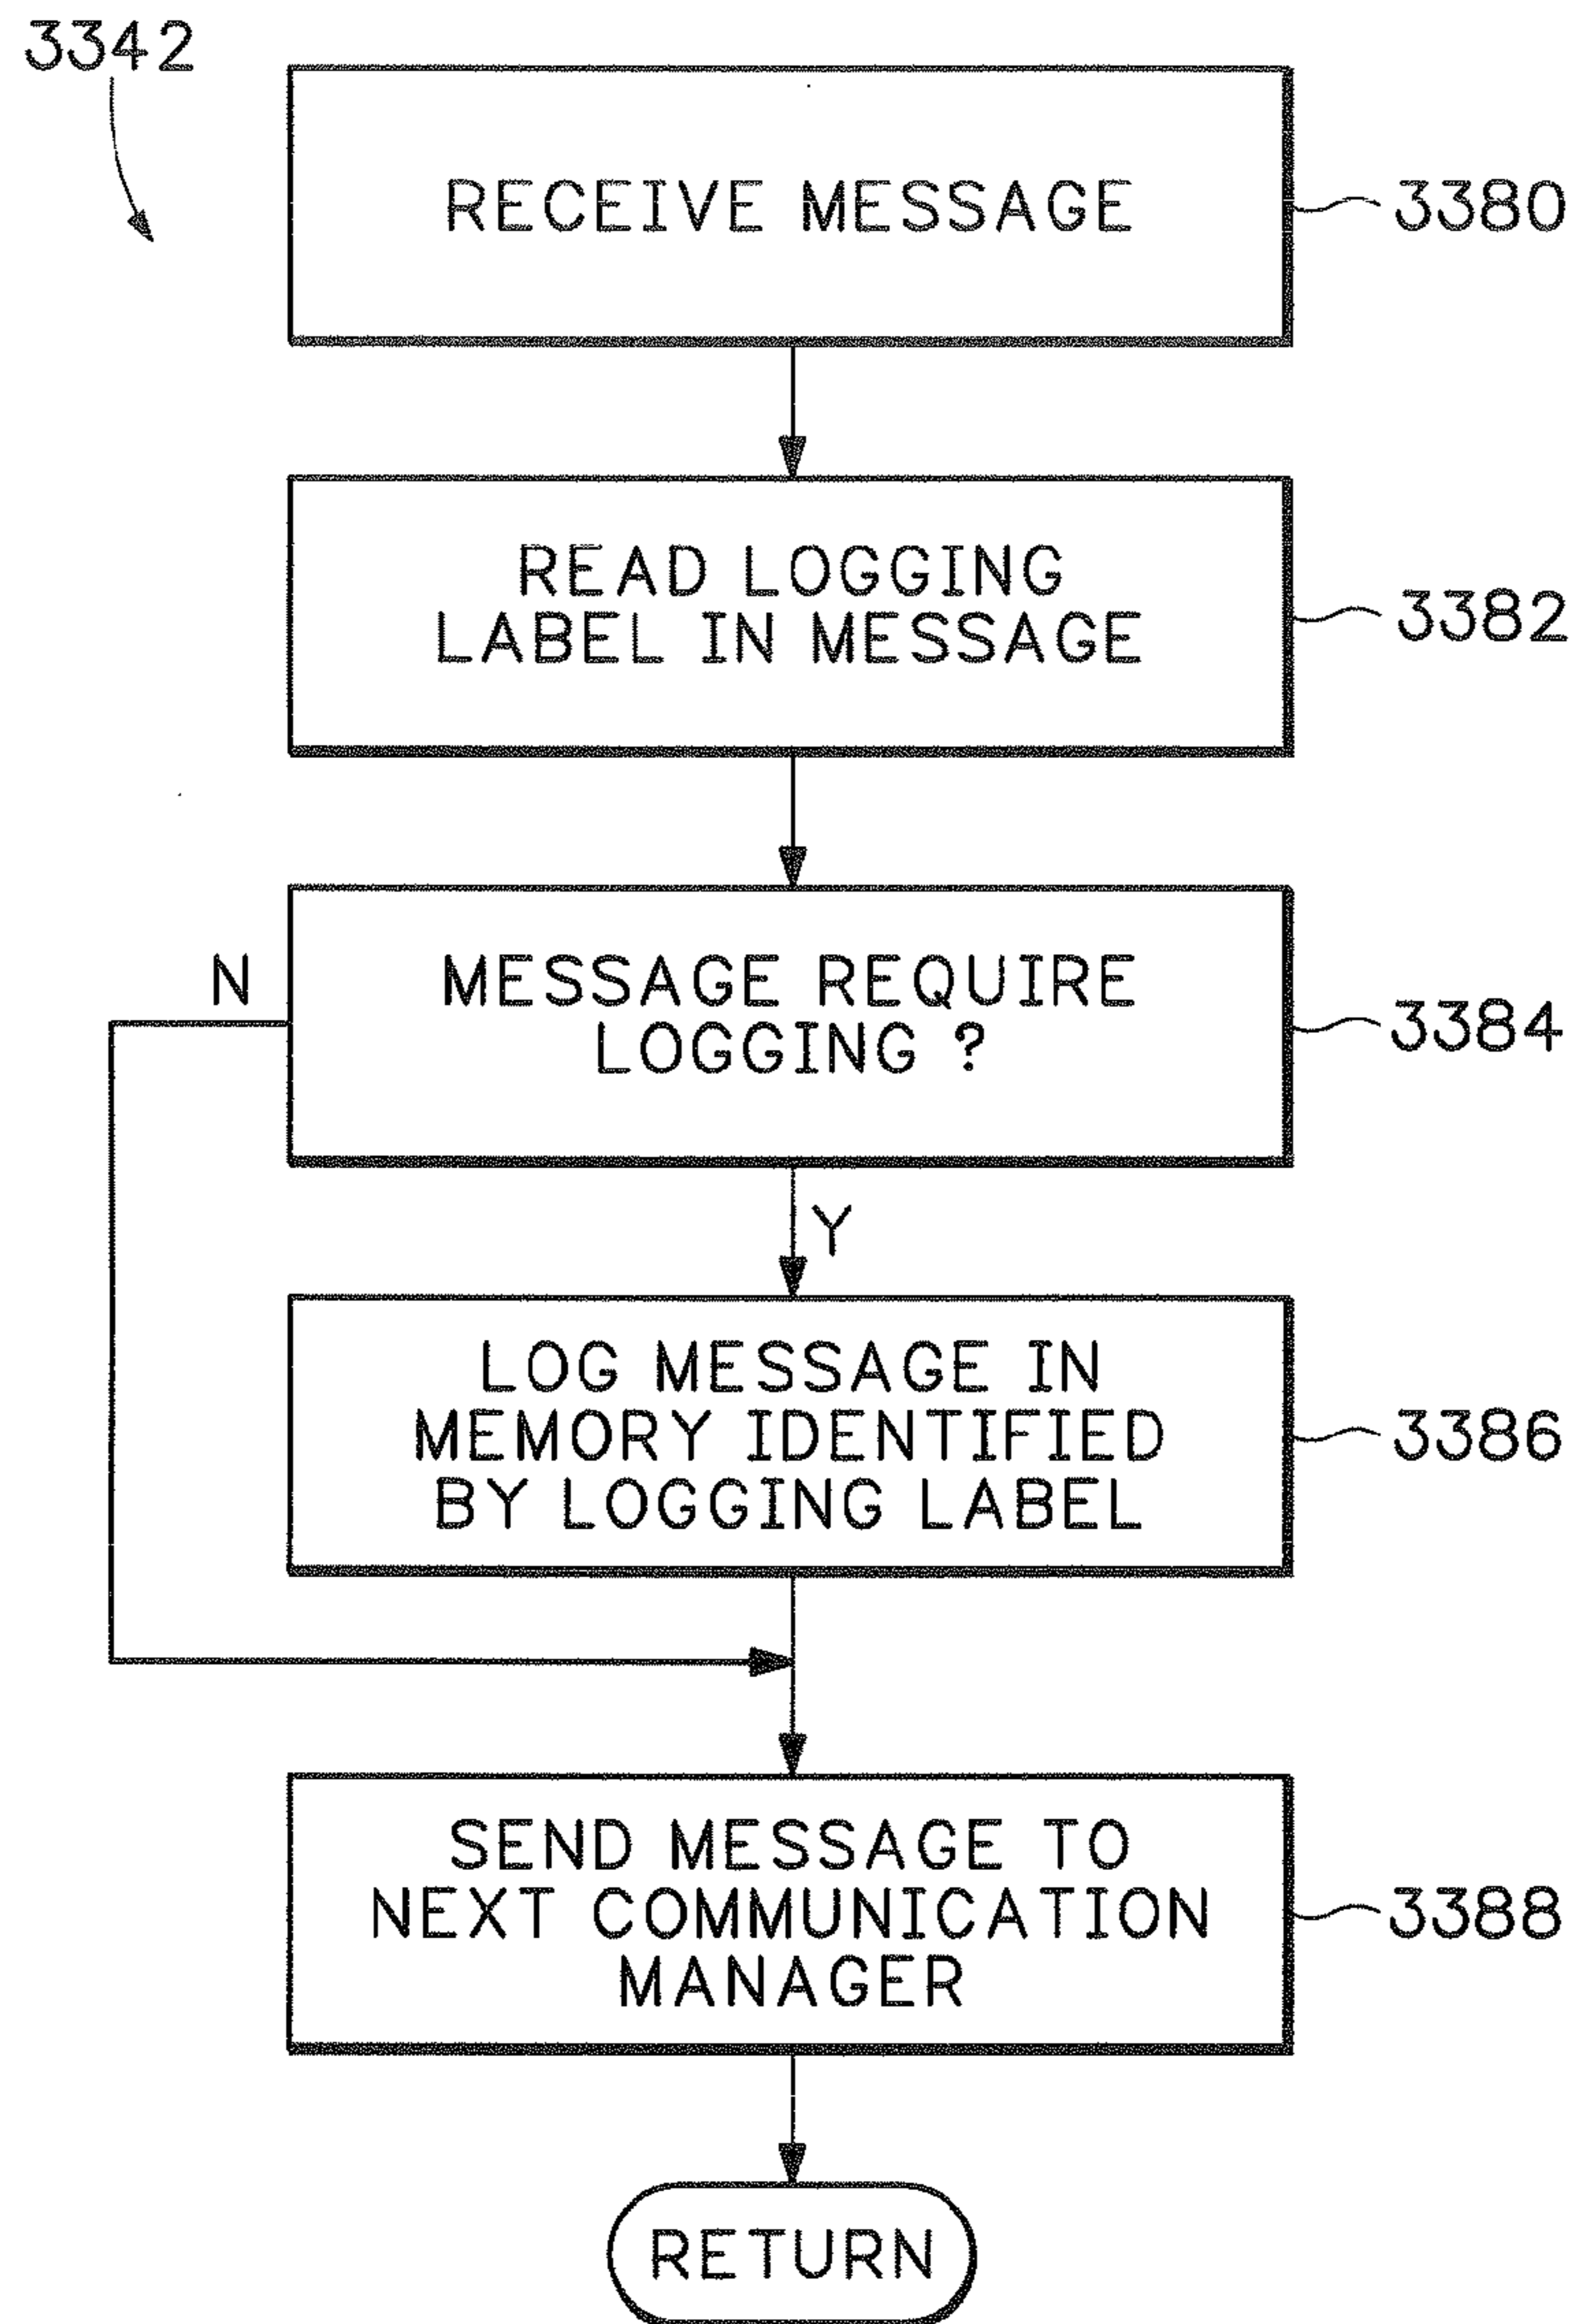 3342
RECEIVE MESSAGE
3380
READ LOGGING
LABEL IN MESSAGE
3382
N
MESSAGE REQUIRE
LOGGING ?
3384
Y
LOG MESSAGE IN
MEMORY IDENTIFIED
BY LOGGING LABEL
3386
SEND MESSAGE TO
NEXT COMMUNICATION
MANAGER
3388
RETURN